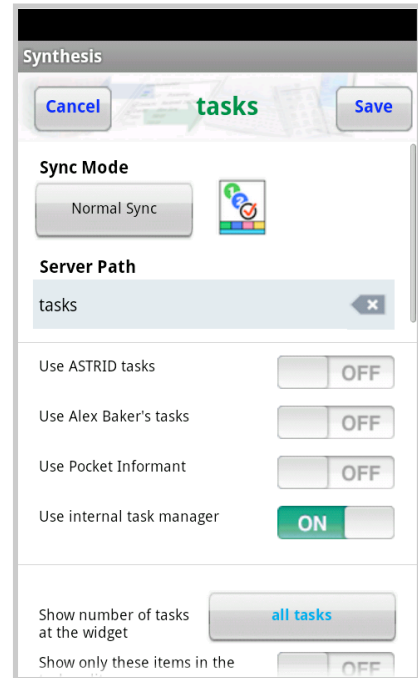 Synthesis
Cancel
tasks
Save
Sync Mode
Normal Sync
1
2
Server Path
tasks
Use ASTRID tasks
OFF
Use Alex Baker's tasks
OFF
Use Pocket Informant
OFF
Use internal task manager
ON
Show number of tasks
at the widget
all tasks
Show only these items in the
OFF